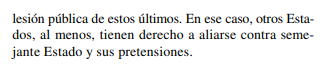 lesión pública de estos últimos. En ese caso, otros Esta-
dos, al menos, tienen derecho a aliarse contra seme-
jante Estado y sus pretensiones.